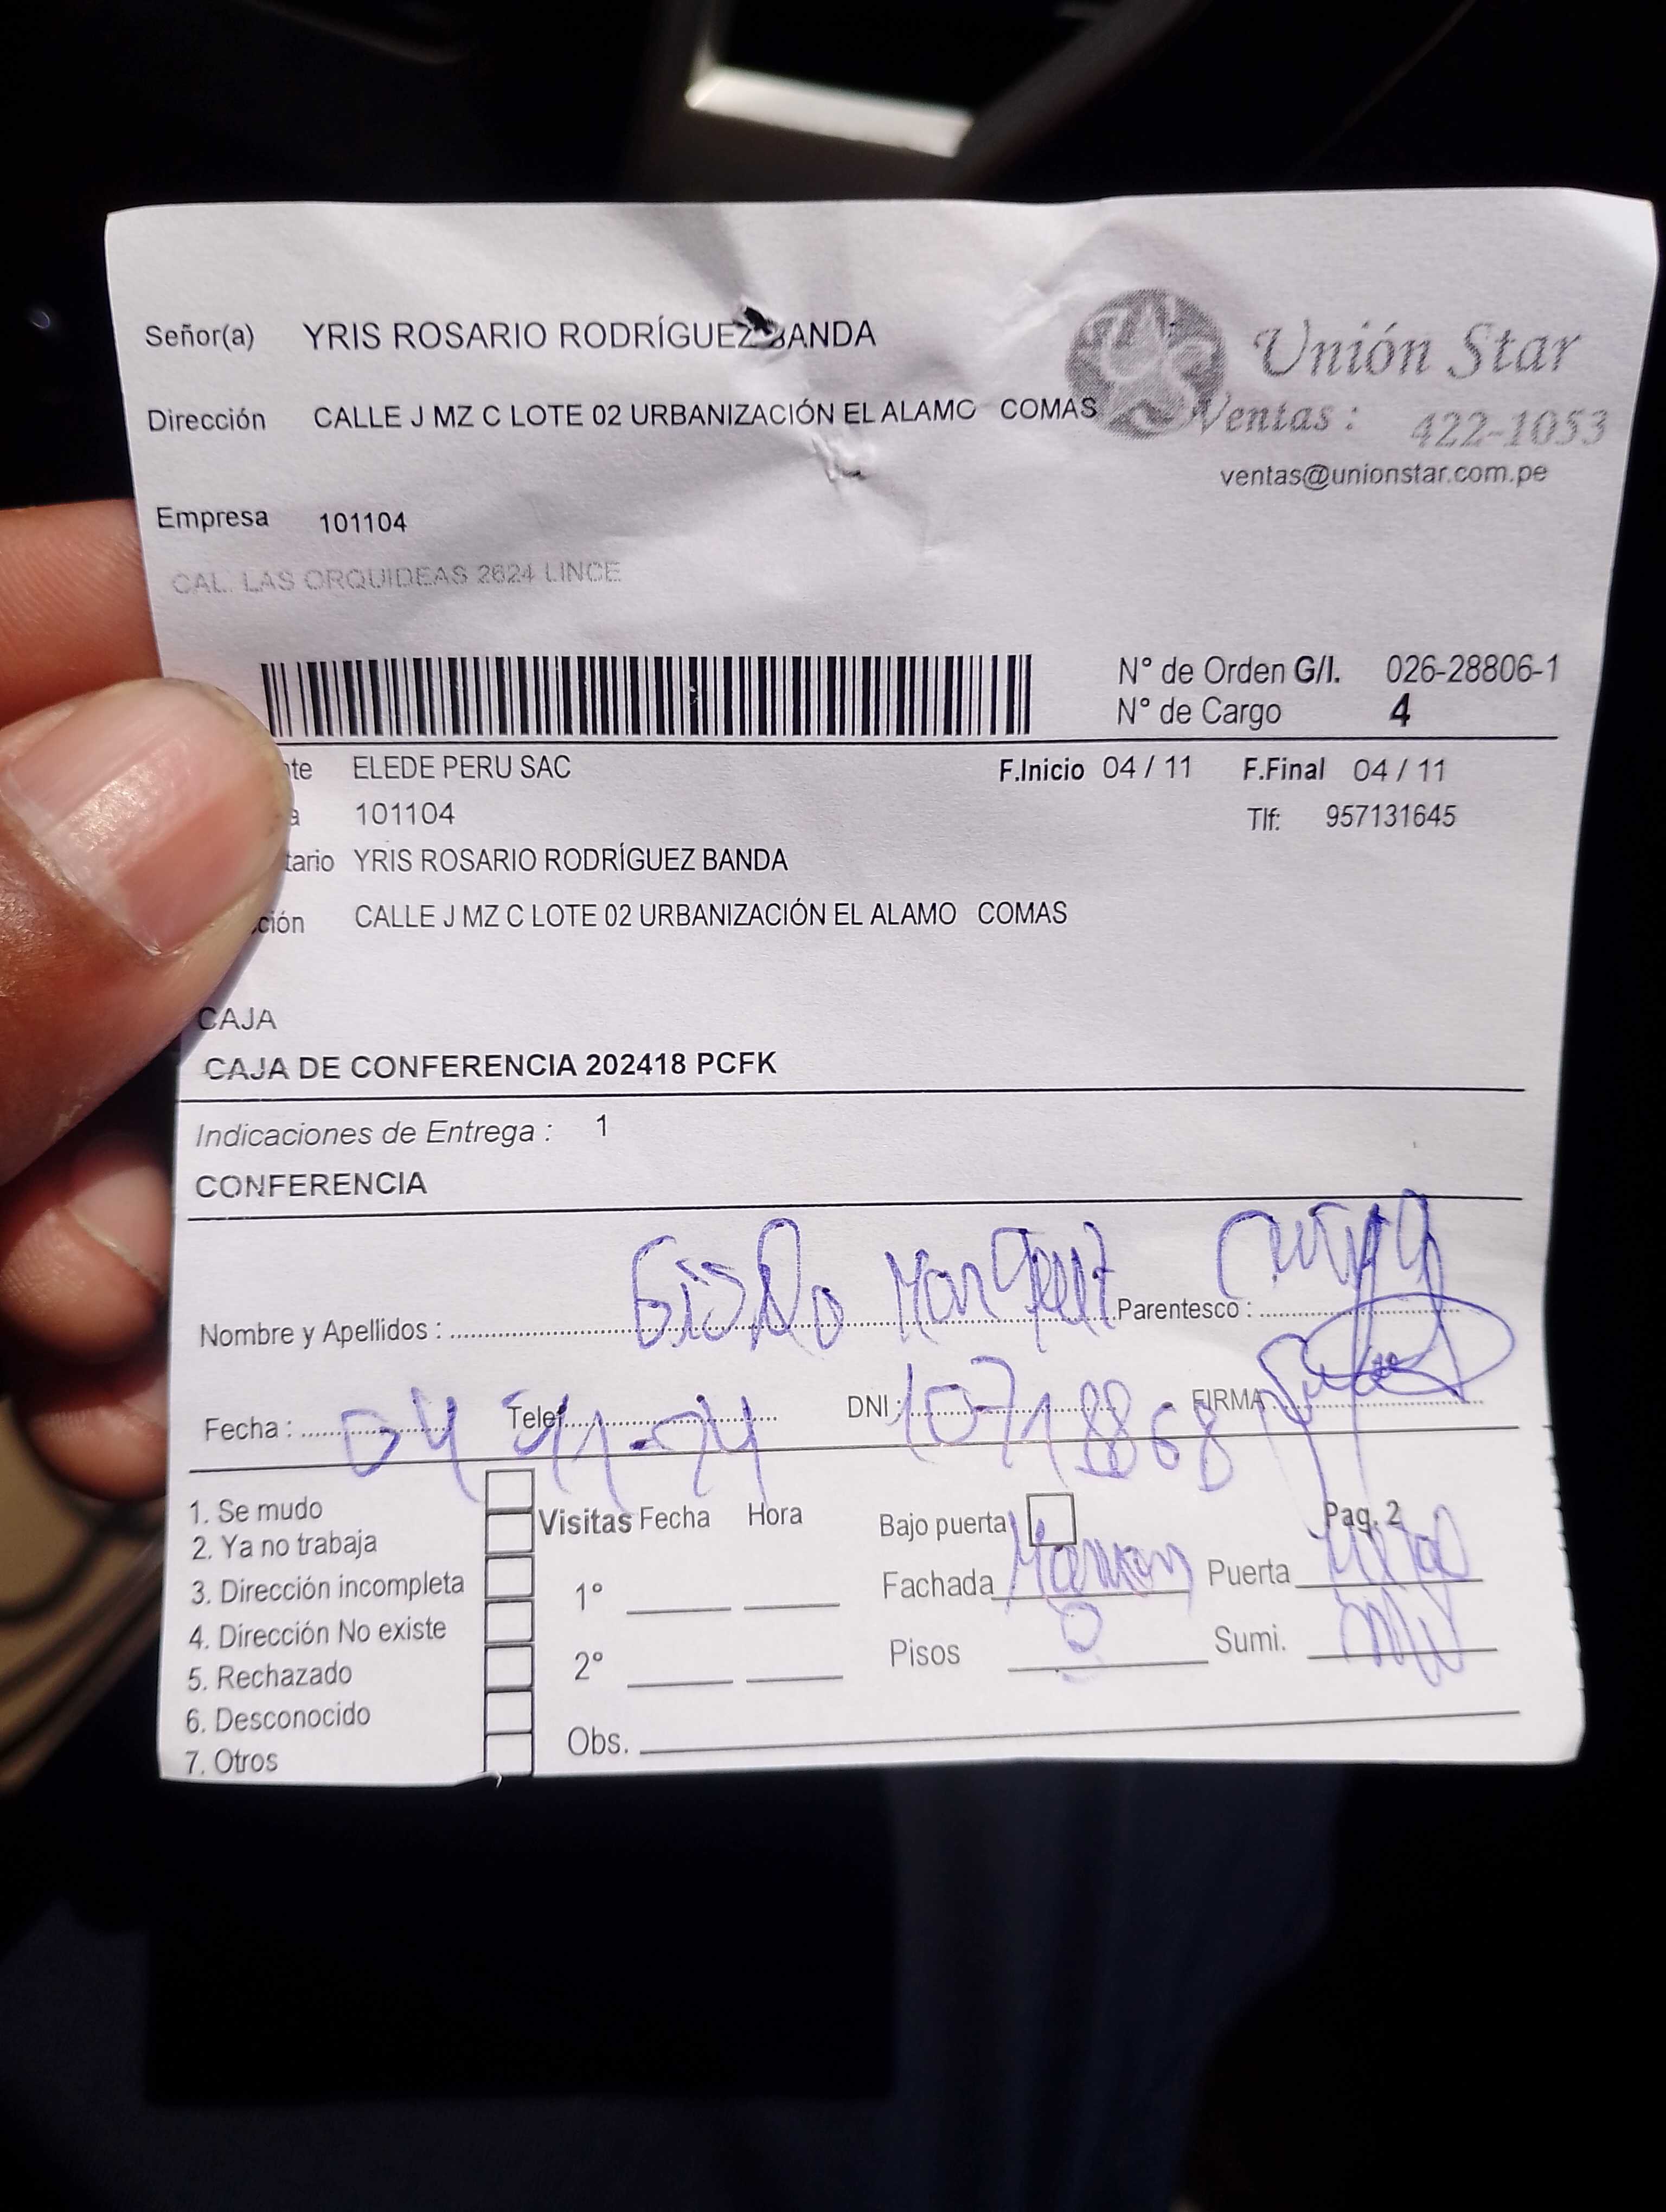 Señor(a) YRIS ROSARIO RODRÍGUEZ BANDA
Unión Star
Dirección CALLE J MZ C LOTE 02 URBANIZACIÓN EL ALAMO COMAS
Ventas : 422-1053
ventas@unionstar.com.pe
Empresa 101104
CAL. LAS ORQUIDEAS 2624 LINCE
N° de Orden G/I. 026-28806-1
N° de Cargo 4
nte ELEDE PERU SAC F.Inicio 04 / 11 F.Final 04 / 11
a 101104 Tlf: 957131645
tario YRIS ROSARIO RODRÍGUEZ BANDA
ción CALLE J MZ C LOTE 02 URBANIZACIÓN EL ALAMO COMAS
CAJA
CAJA DE CONFERENCIA 202418 PCFK
Indicaciones de Entrega : 1
CONFERENCIA
Nombre y Apellidos : Parentesco :
Fecha : 04 11-24 Telef. DNI : 10718868 FIRMA
1. Se mudo
2. Ya no trabaja
3. Dirección incompleta
4. Dirección No existe
5. Rechazado
6. Desconocido
7. Otros
Visitas Fecha Hora
1°
2°
Bajo puerta Pag. 2
Fachada Puerta
Pisos Sumi.
Obs.